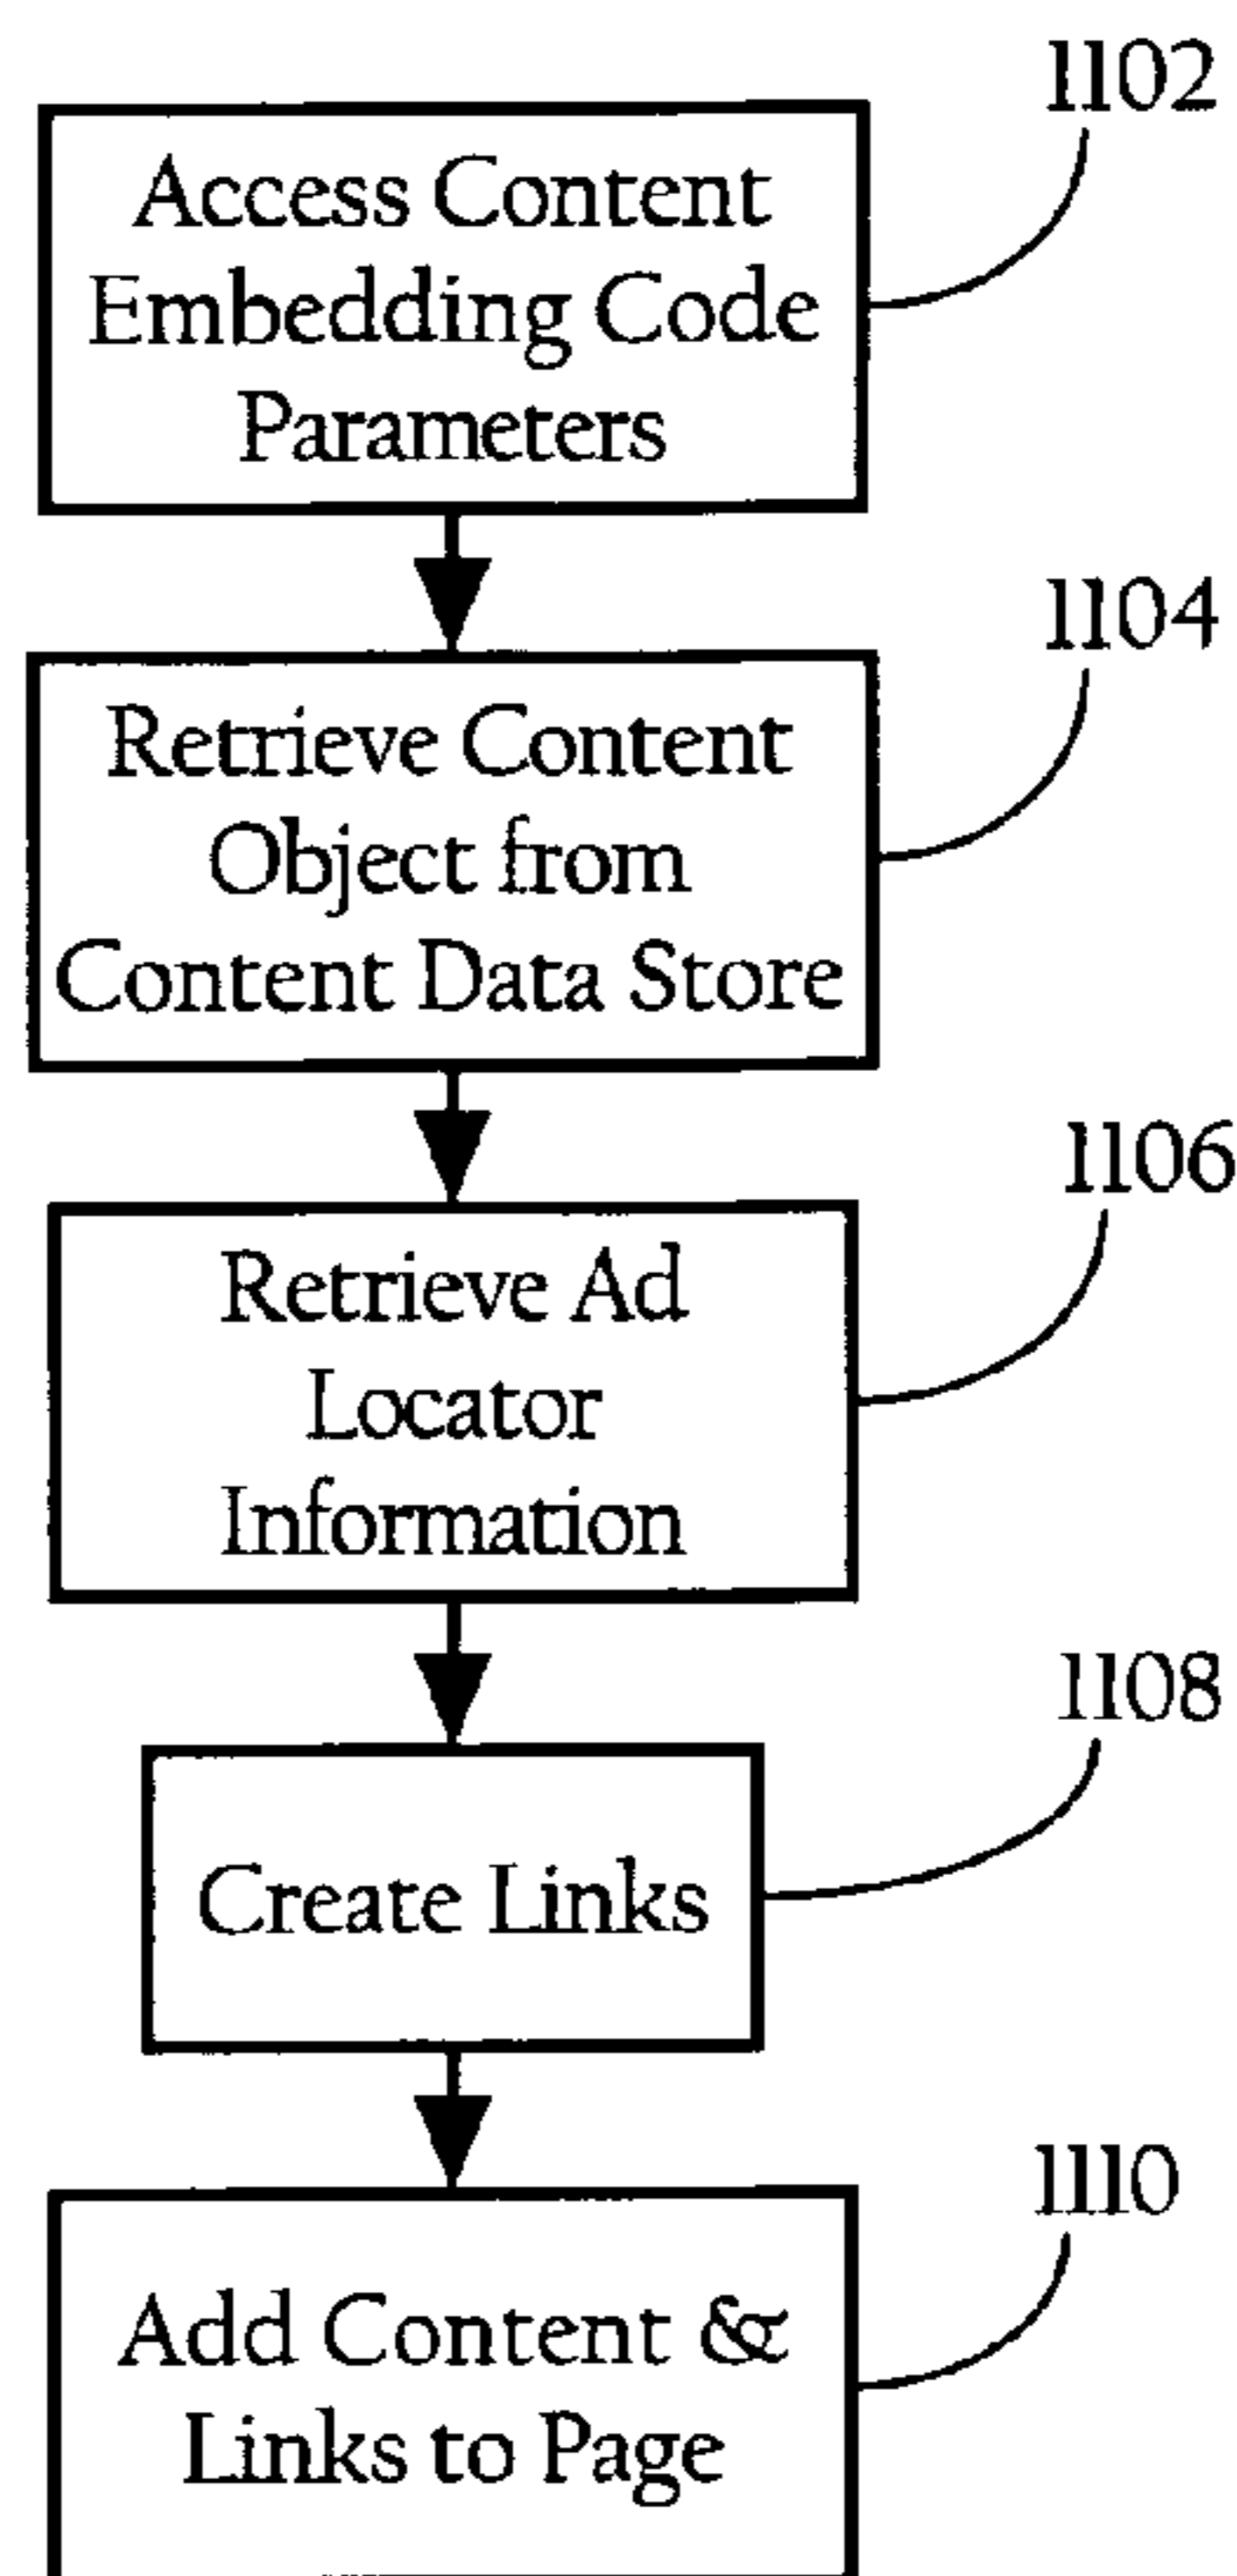 1102
Access Content
Embedding Code
Parameters
1104
Retrieve Content
Object from
Content Data Store
1106
Retrieve Ad
Locator
Information
1108
Create Links
1110
Add Content &
Links to Page